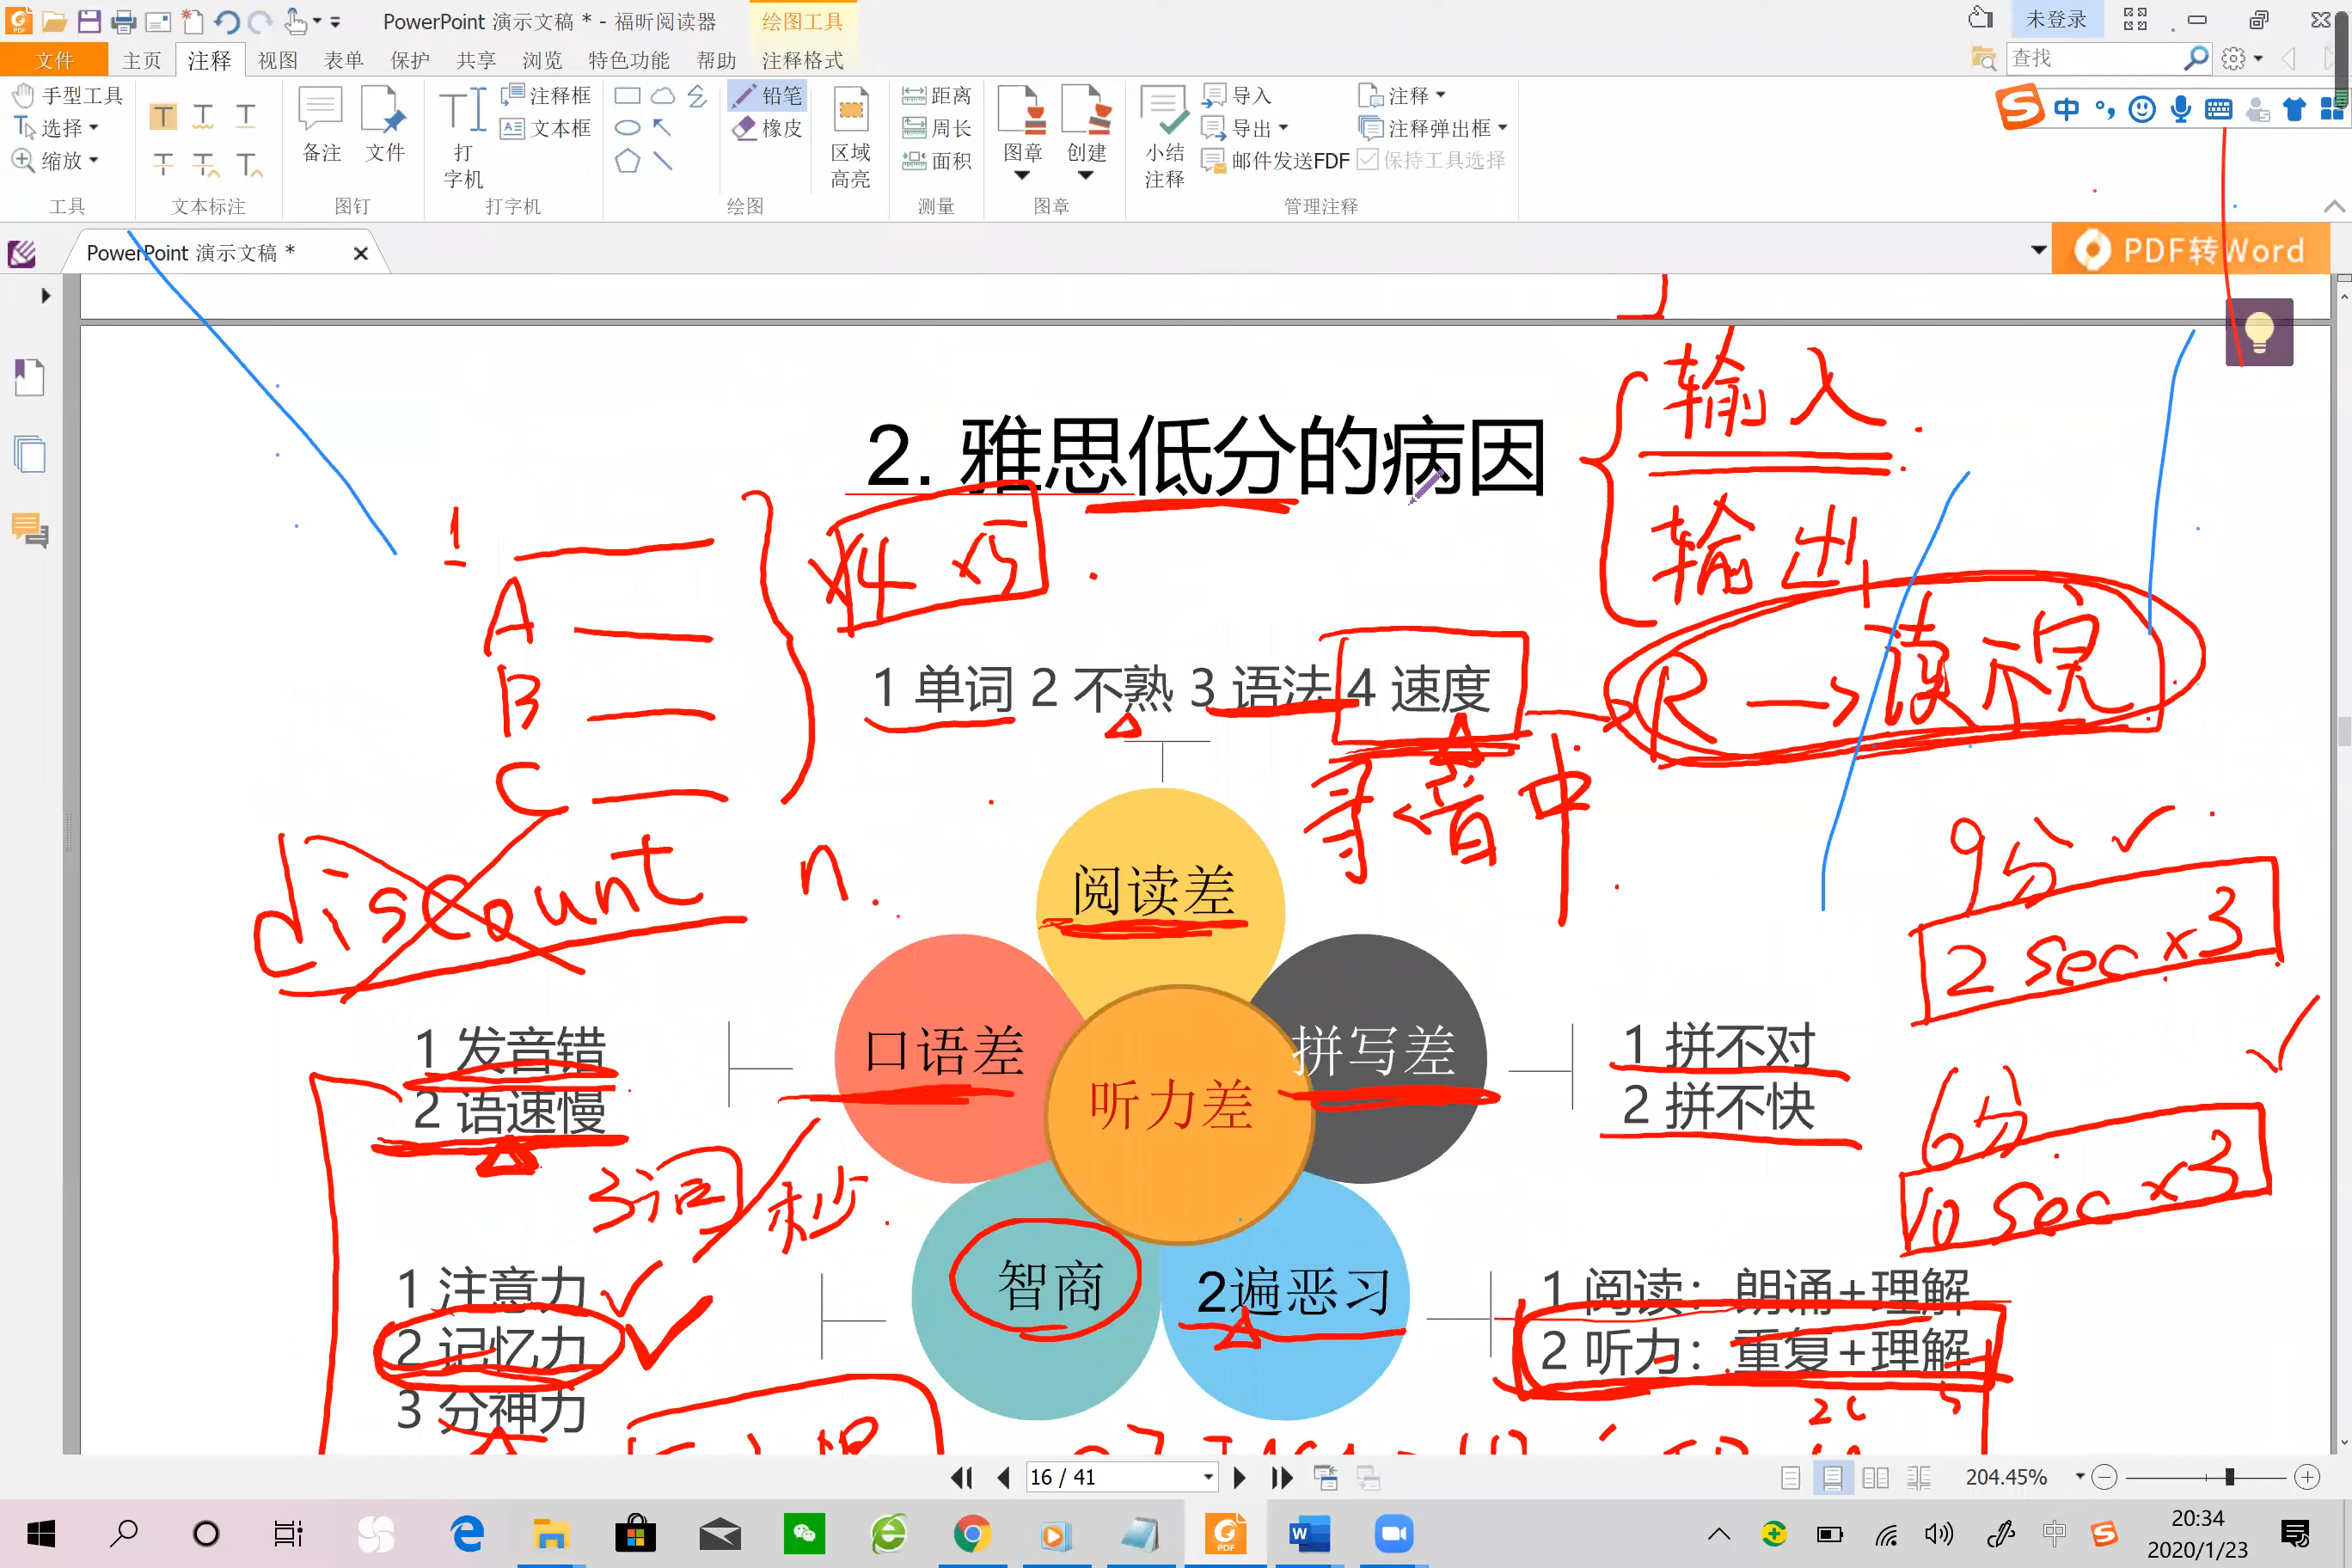 PowerPoint 演示文稿 * - 福昕阅读器
绘图工具
未登录
文件 主页 注释 视图 表单 保护 共享 浏览 特色功能 帮助 注释格式
查找
手型工具
选择
缩放
工具
文本标注
备注
文件
图钉
打字机
注释框
文本框
打字机
铅笔
橡皮
绘图
区域高亮
距离
周长
面积
测量
图章
创建
图章
小结注释
导入
导出
邮件发送FDF
注释
注释弹出框
保持工具选择
管理注释
中
PowerPoint 演示文稿 *
PDF转Word
输入
输出
2. 雅思低分的病因
1
A
B
C
x4 x5
1 单词 2 不熟 3 语法 4 速度
R → 读不完
discount n.
阅读差
口语差
拼写差
听力差
智商
2遍恶习
9分
2 sec x3
6分
10 sec x3
1 发音错
2 语速慢
3词/秒
1 拼不对
2 拼不快
1 注意力
2 记忆力
3 分神力
1 阅读：朗诵+理解
2 听力：重复+理解
16 / 41
204.45%
20:34
2020/1/23